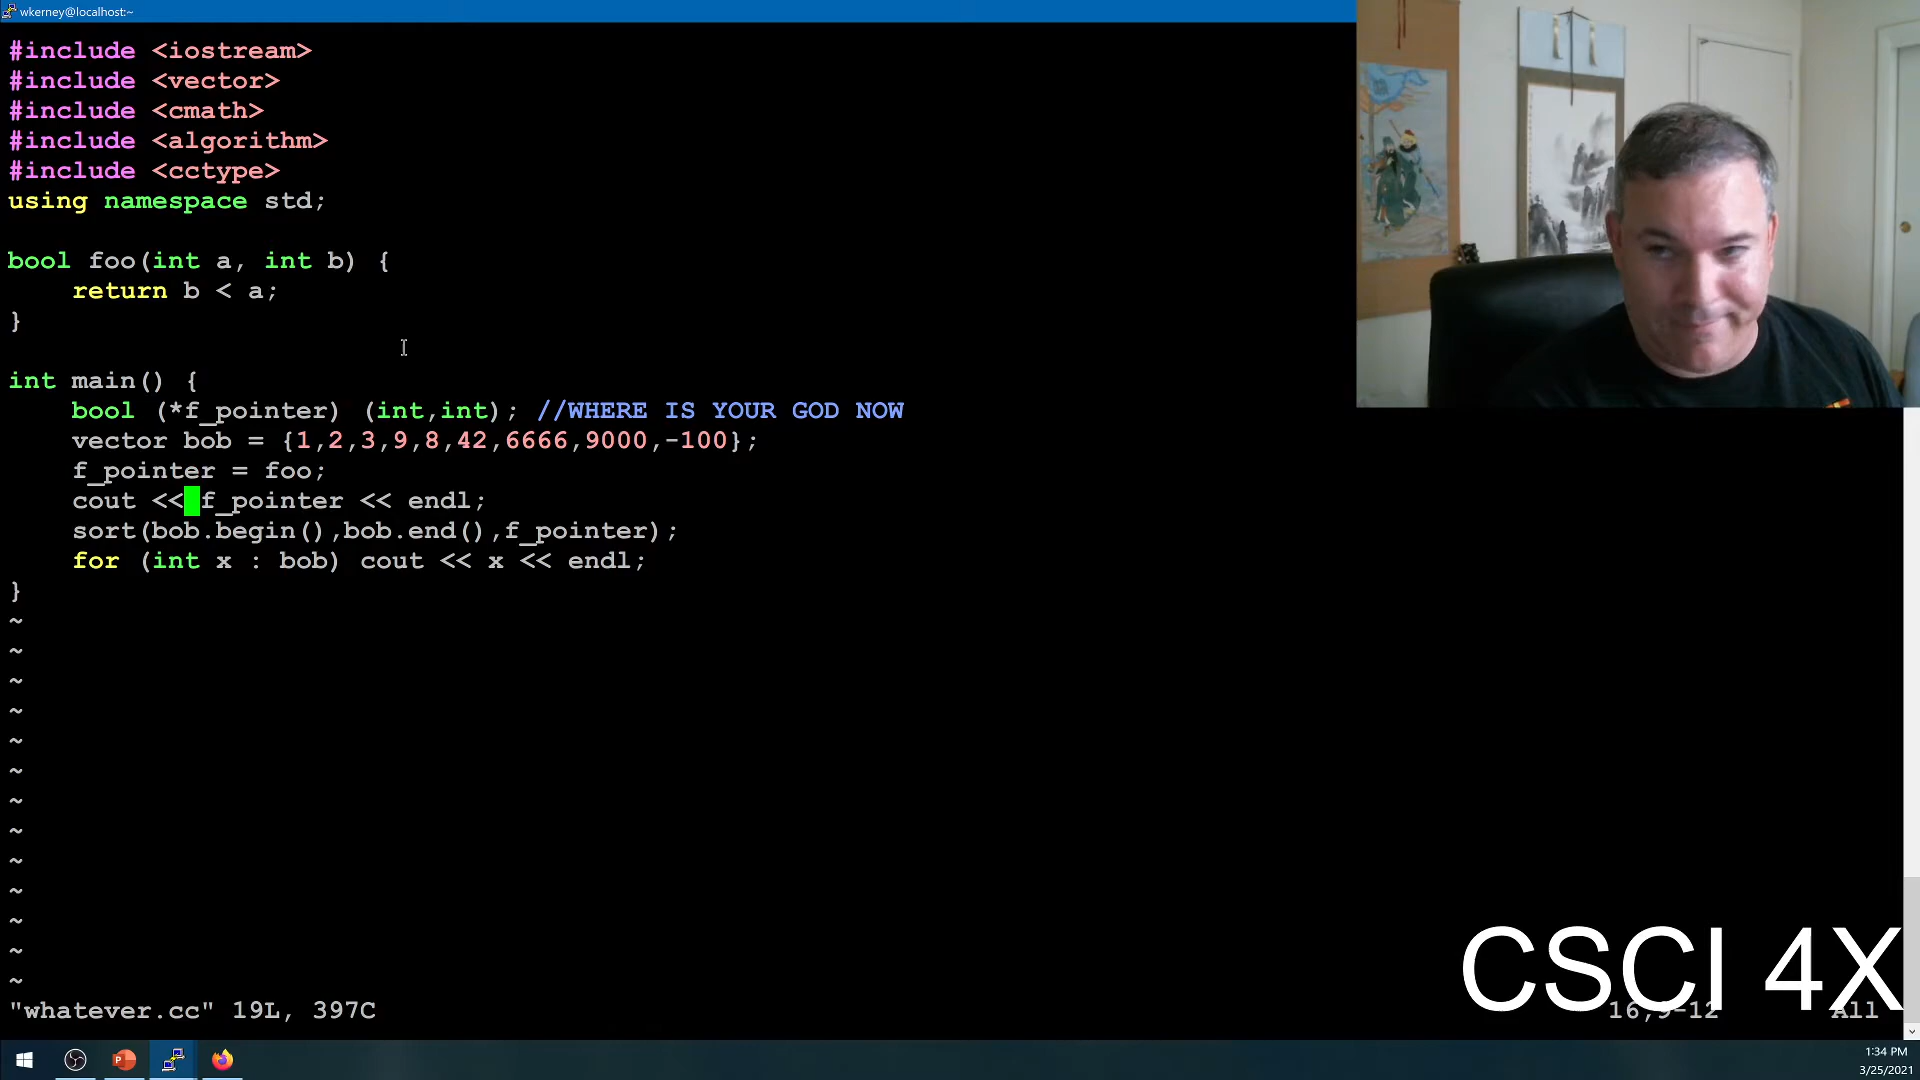 wkerney@localhost:~
#include <iostream>
#include <vector>
#include <cmath>
#include <algorithm>
#include <cctype>
using namespace std;
bool foo(int a, int b) {
    return b < a;
}
int main() {
    bool (*f_pointer) (int,int); //WHERE IS YOUR GOD NOW
    vector bob = {1,2,3,9,8,42,6666,9000,-100};
    f_pointer = foo;
    cout << f_pointer << endl;
    sort(bob.begin(),bob.end(),f_pointer);
    for (int x : bob) cout << x << endl;
}
~
~
~
~
~
~
~
~
~
~
~
~
~
"whatever.cc" 19L, 397C
16,9-12
All
CSCI 4X
1:34 PM
3/25/2021